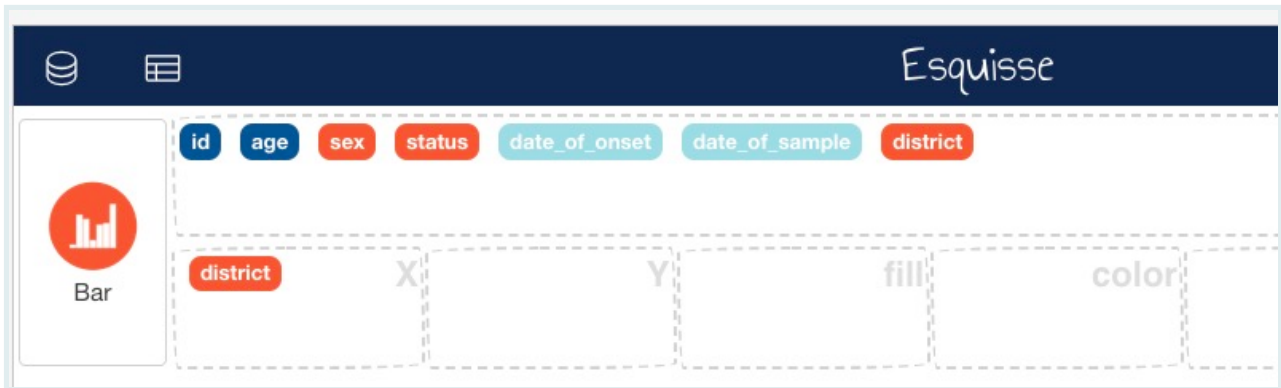 Esquisse
id age sex status date_of_onset date_of_sample district
district X Y fill color
Bar